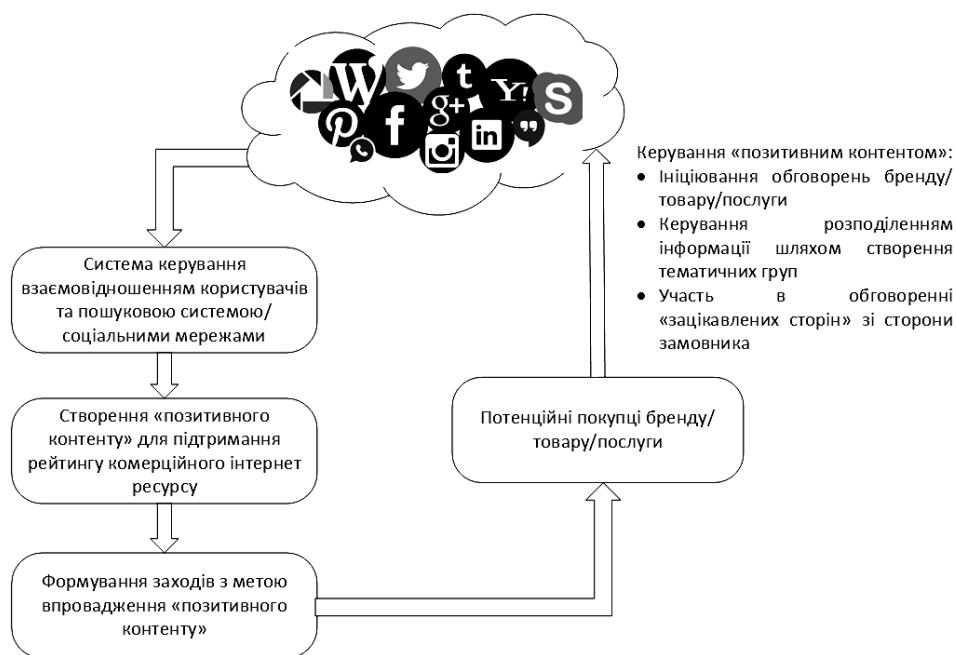 Система керування
взаємовідношенням користувачів
та пошуковою системою/
соціальними мережами
Створення «позитивного
контенту» для підтримання
рейтингу комерційного інтернет
ресурсу
Формування заходів з метою
впровадження «позитивного
контенту»
Потенційні покупці бренду/
товару/послуги
Керування «позитивним контентом»:
• Ініціювання обговорень бренду/
товару/послуги
• Керування розподіленням
інформації шляхом створення
тематичних груп
• Участь в обговоренні
«зацікавлених сторін» зі сторони
замовника